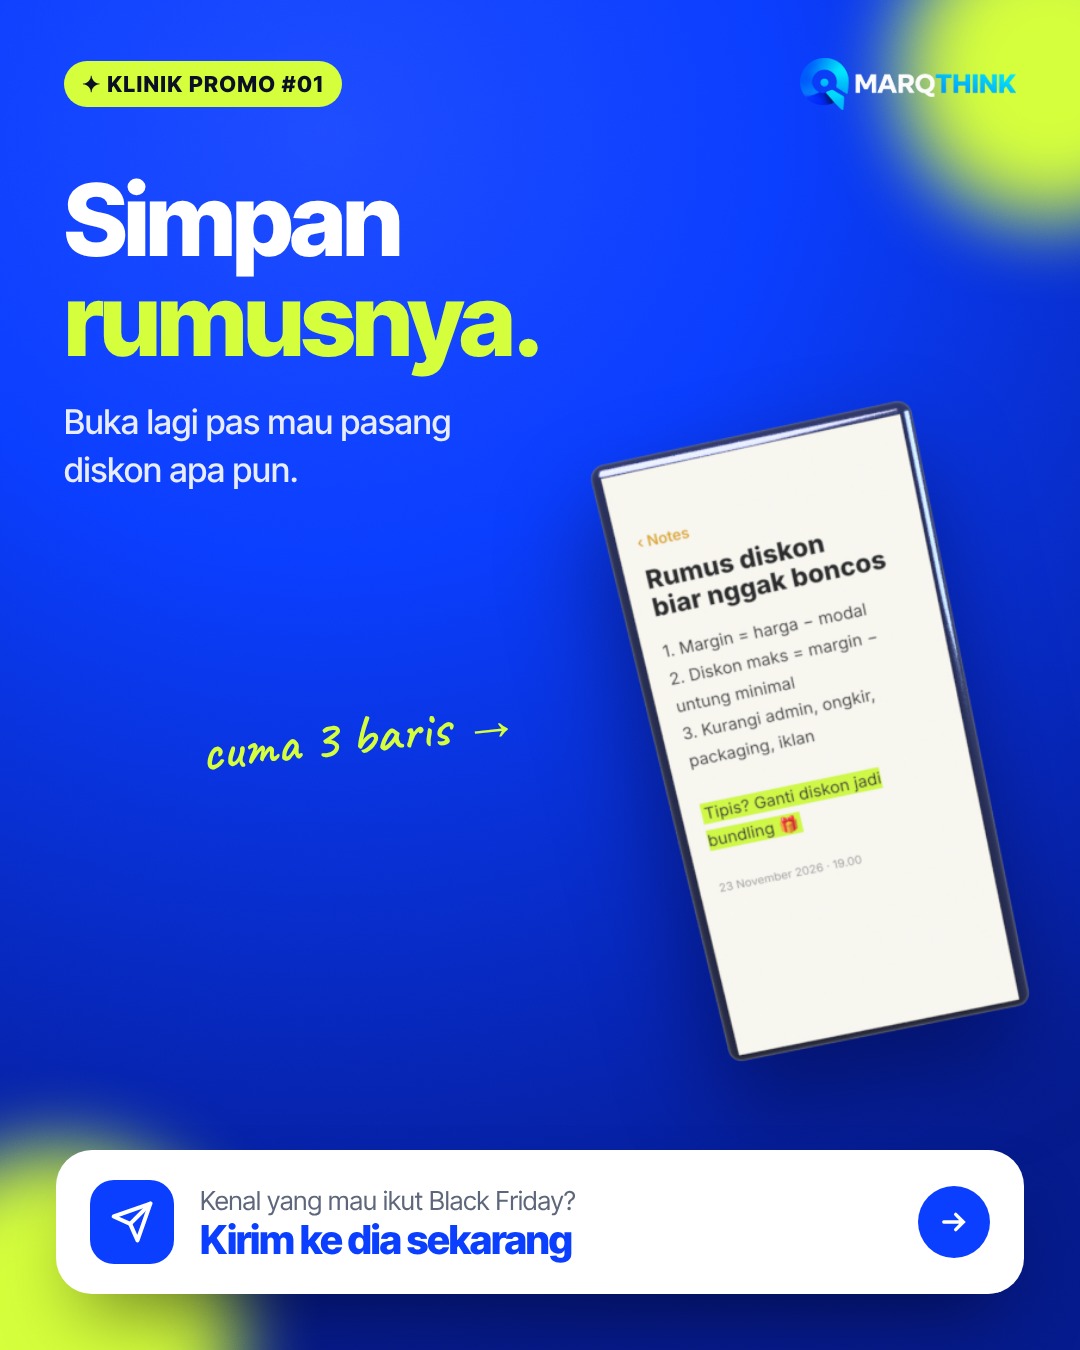 ✦ KLINIK PROMO #01
MARQTHINK
Simpan
rumusnya.
Buka lagi pas mau pasang
diskon apa pun.
‹ Notes
Rumus diskon
biar nggak boncos
1. Margin = harga − modal
2. Diskon maks = margin −
untung minimal
3. Kurangi admin, ongkir,
packaging, iklan
Tipis? Ganti diskon jadi
bundling 🎁
23 November 2026 · 19.00
cuma 3 baris →
Kenal yang mau ikut Black Friday?
Kirim ke dia sekarang